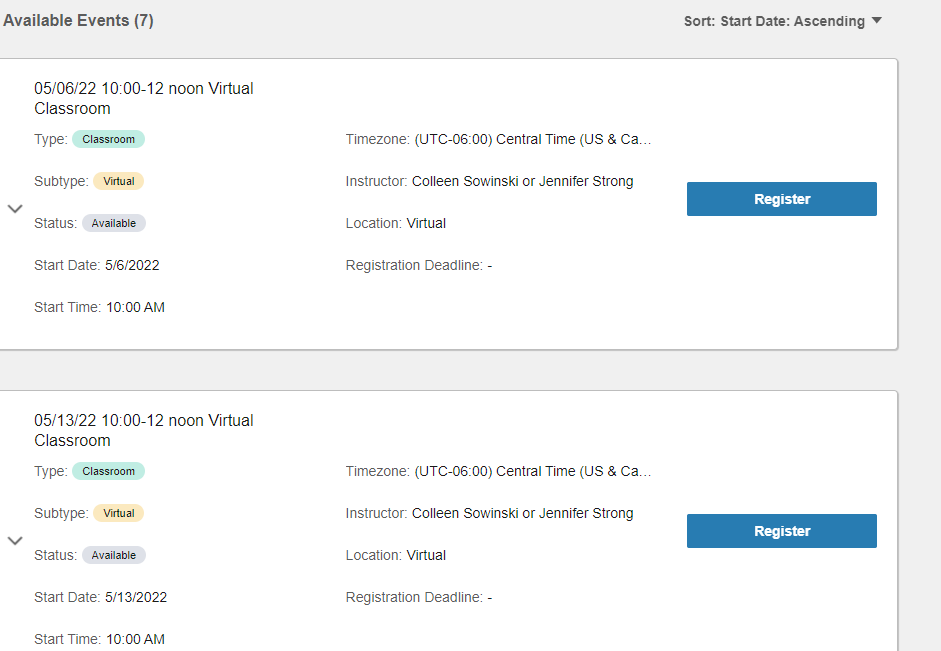 Available Events (7)
Sort: Start Date: Ascending
05/06/22 10:00-12 noon Virtual
Classroom
Type: Classroom
Timezone: (UTC-06:00) Central Time (US & Ca...
Subtype: Virtual
Instructor: Colleen Sowinski or Jennifer Strong
Register
Status: Available
Location: Virtual
Start Date: 5/6/2022
Registration Deadline: -
Start Time: 10:00 AM
05/13/22 10:00-12 noon Virtual
Classroom
Type: Classroom
Timezone: (UTC-06:00) Central Time (US & Ca...
Subtype: Virtual
Instructor: Colleen Sowinski or Jennifer Strong
Register
Status: Available
Location: Virtual
Start Date: 5/13/2022
Registration Deadline: -
Start Time: 10:00 AM